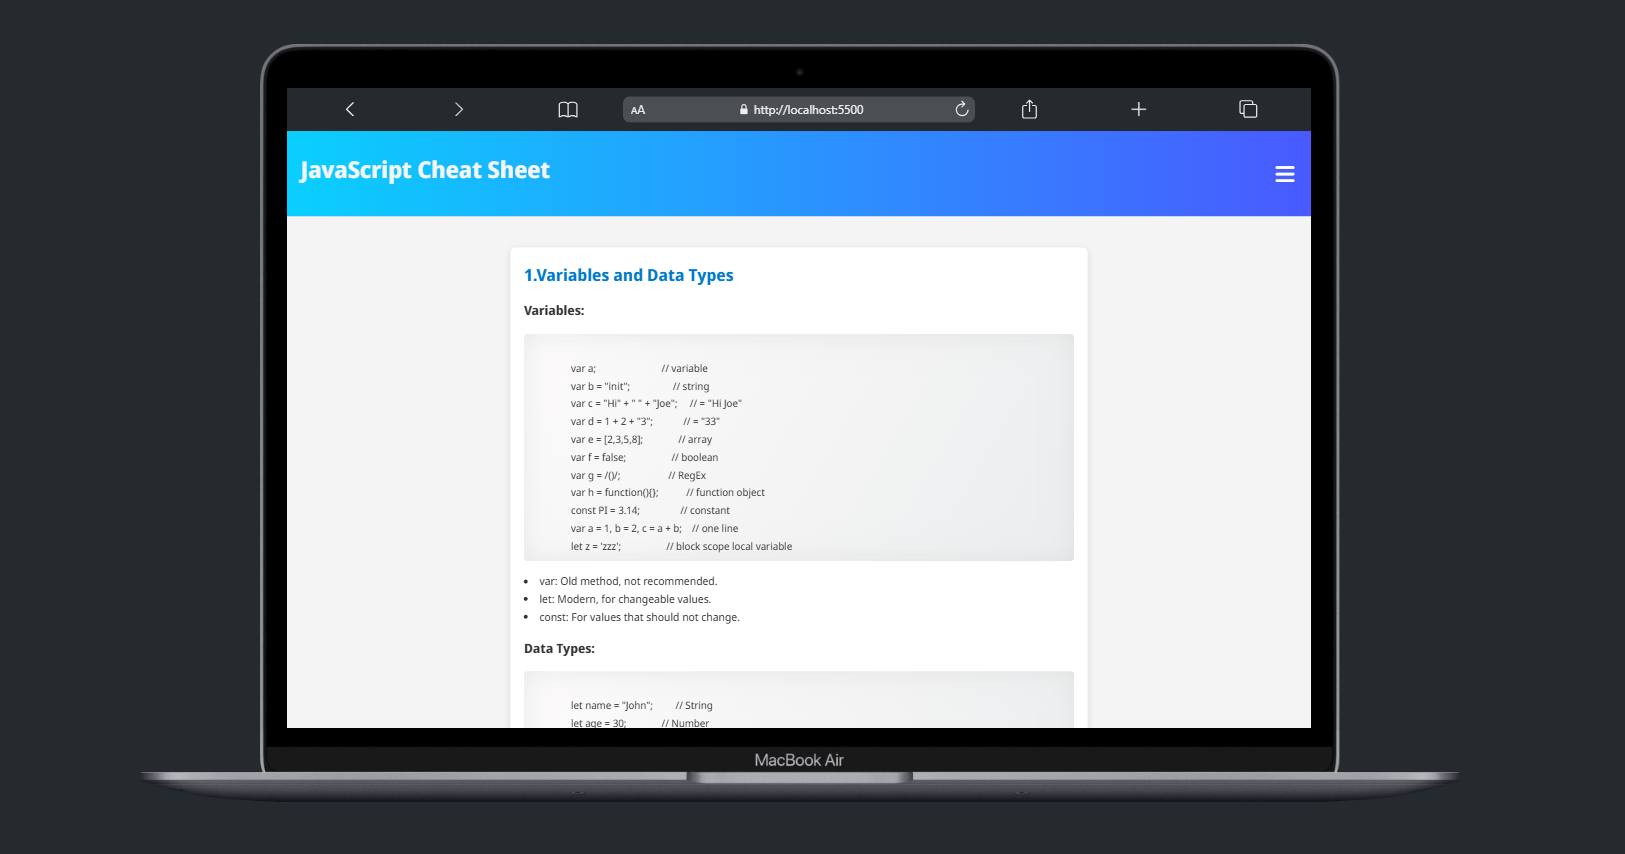 AA http://localhost:5500
JavaScript Cheat Sheet
1.Variables and Data Types
Variables:
var a; // variable
var b = "init"; // string
var c = "Hi" + " " + "Joe"; // = "Hi Joe"
var d = 1 + 2 + "3"; // = "33"
var e = [2,3,5,8]; // array
var f = false; // boolean
var g = /()/; // RegEx
var h = function(){}; // function object
const PI = 3.14; // constant
var a = 1, b = 2, c = a + b; // one line
let z = 'zzz'; // block scope local variable
• var: Old method, not recommended.
• let: Modern, for changeable values.
• const: For values that should not change.
Data Types:
let name = "John"; // String
let age = 30; // Number
MacBook Air